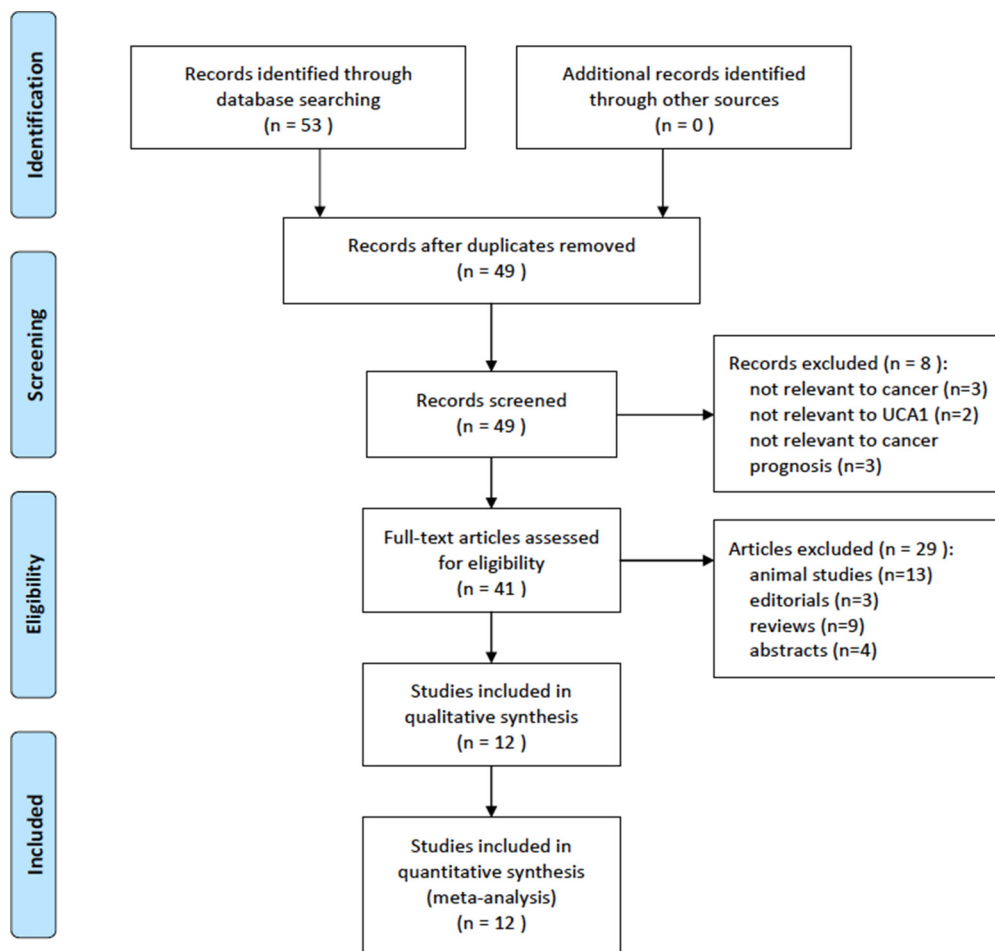 Identification
Records identified through
database searching
(n = 53 )
Additional records identified
through other sources
(n = 0 )
Records after duplicates removed
(n = 49 )
Screening
Records screened
(n = 49 )
Records excluded (n = 8 ):
not relevant to cancer (n=3)
not relevant to UCA1 (n=2)
not relevant to cancer
prognosis (n=3)
Eligibility
Full-text articles assessed
for eligibility
(n = 41 )
Articles excluded (n = 29 ):
animal studies (n=13)
editorials (n=3)
reviews (n=9)
abstracts (n=4)
Studies included in
qualitative synthesis
(n = 12 )
Included
Studies included in
quantitative synthesis
(meta-analysis)
(n = 12 )